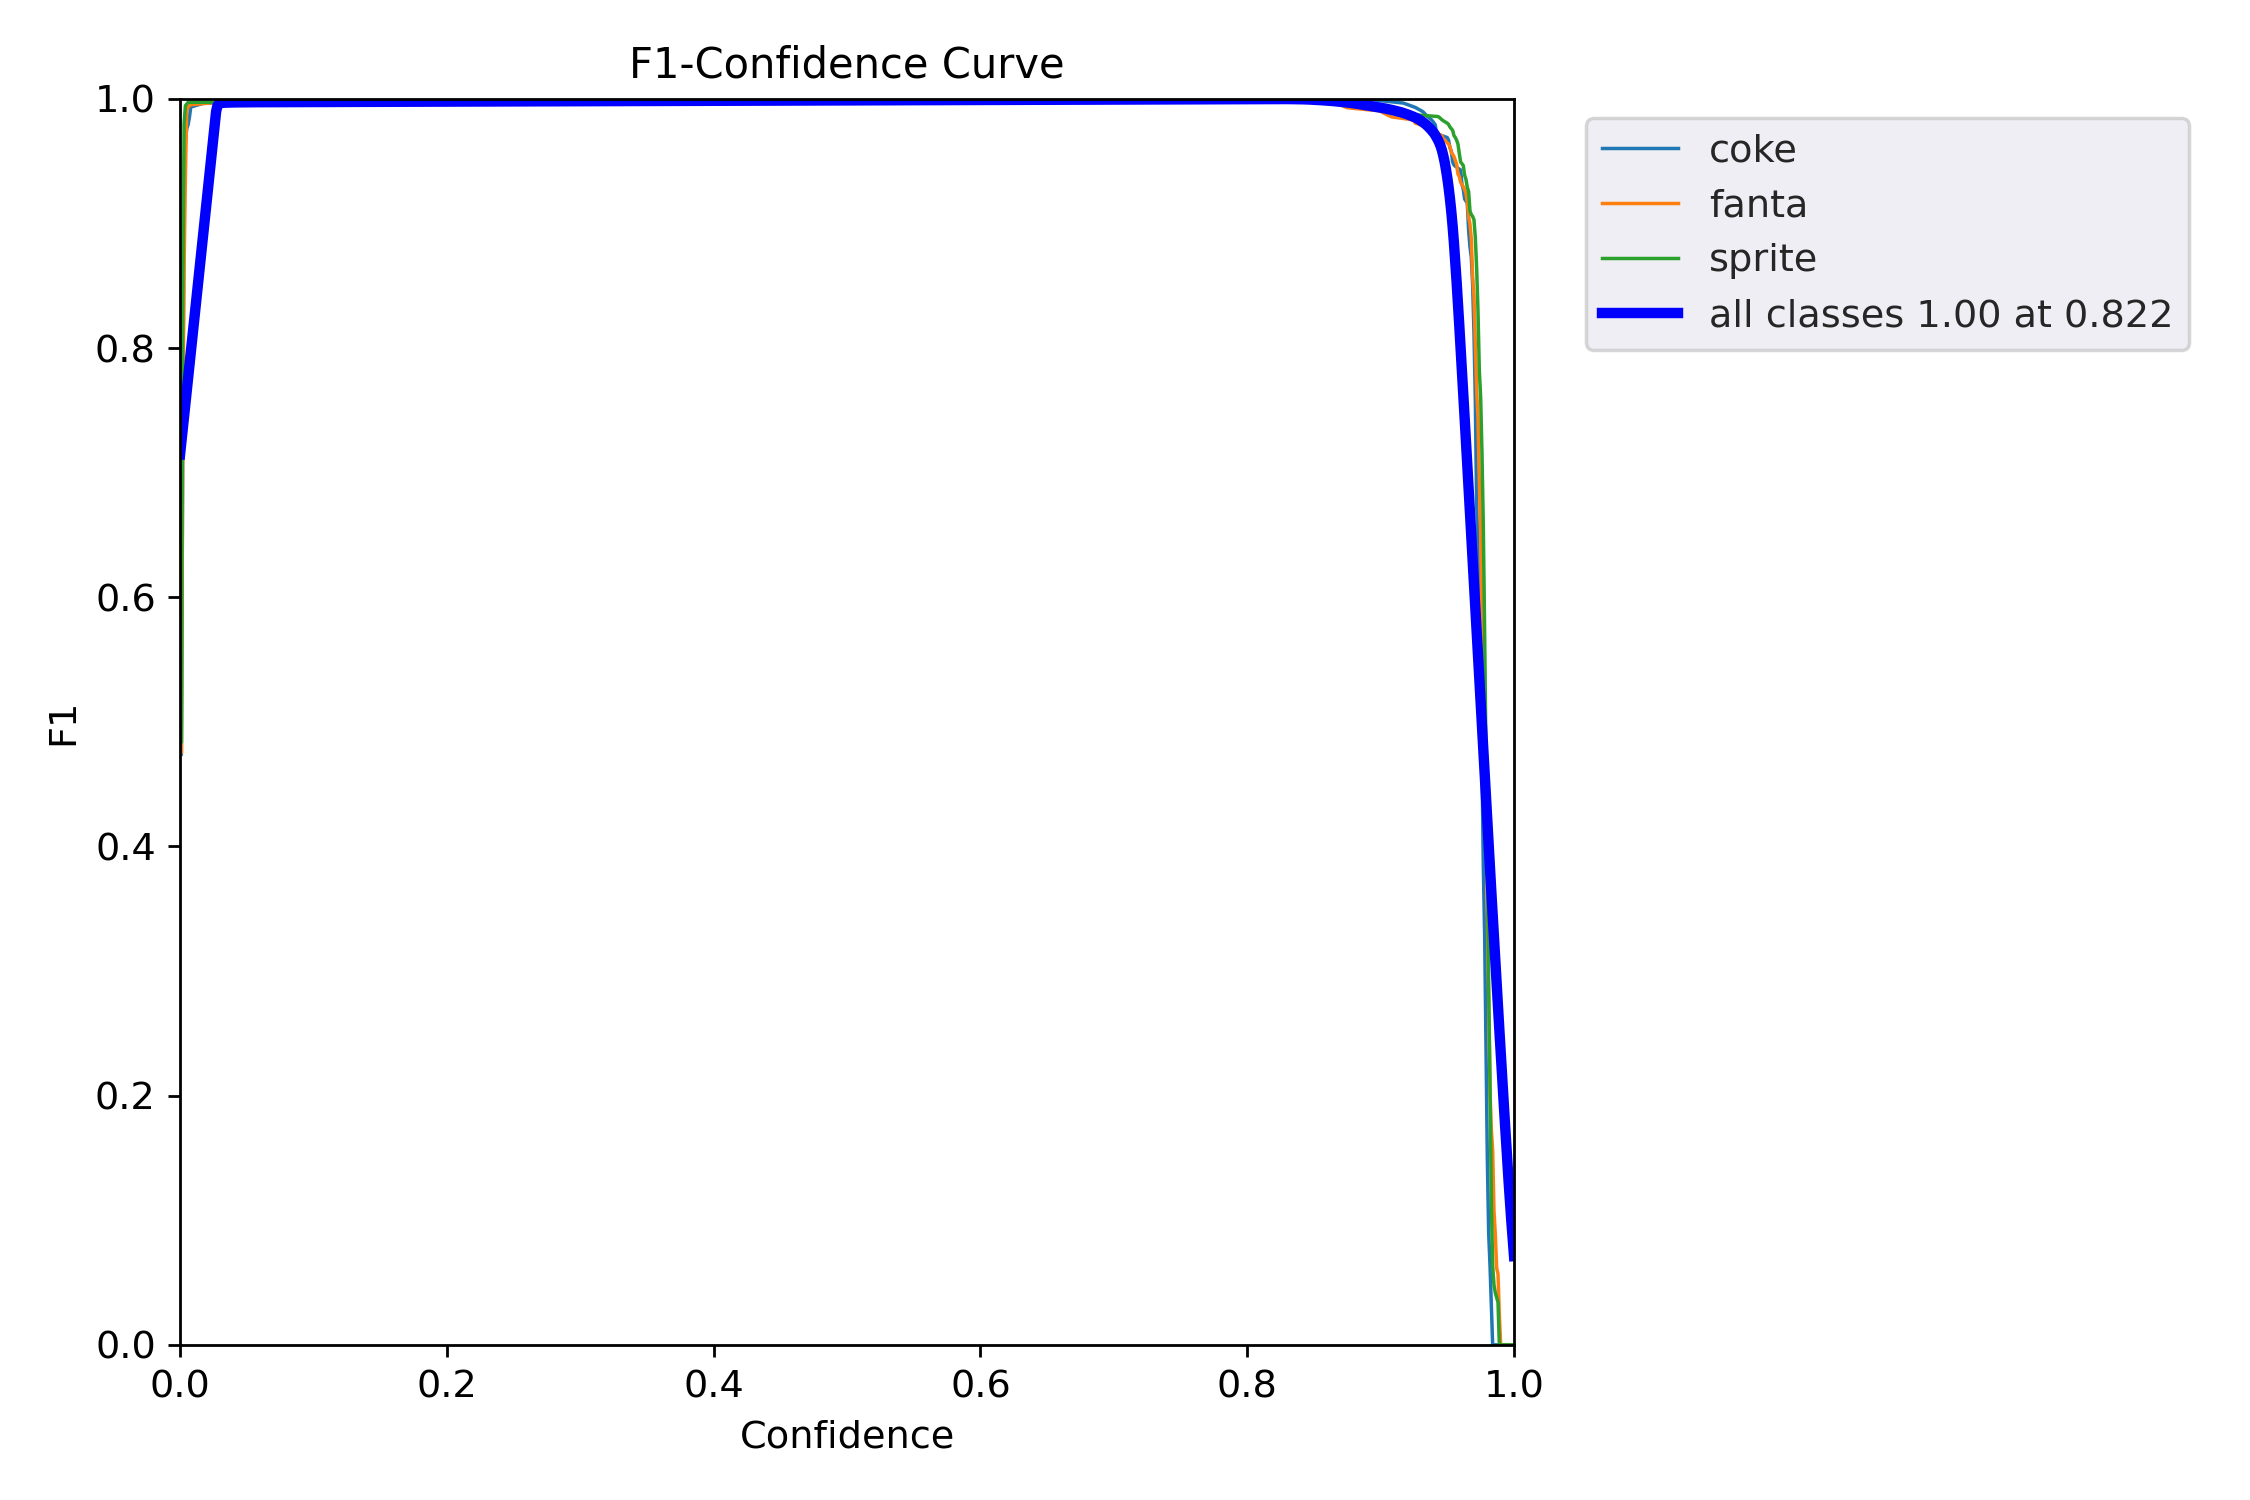 F1-Confidence Curve
1.0
0.8
0.6
0.4
0.2
0.0
F1
0.0 0.2 0.4 0.6 0.8 1.0
Confidence
coke
fanta
sprite
all classes 1.00 at 0.822